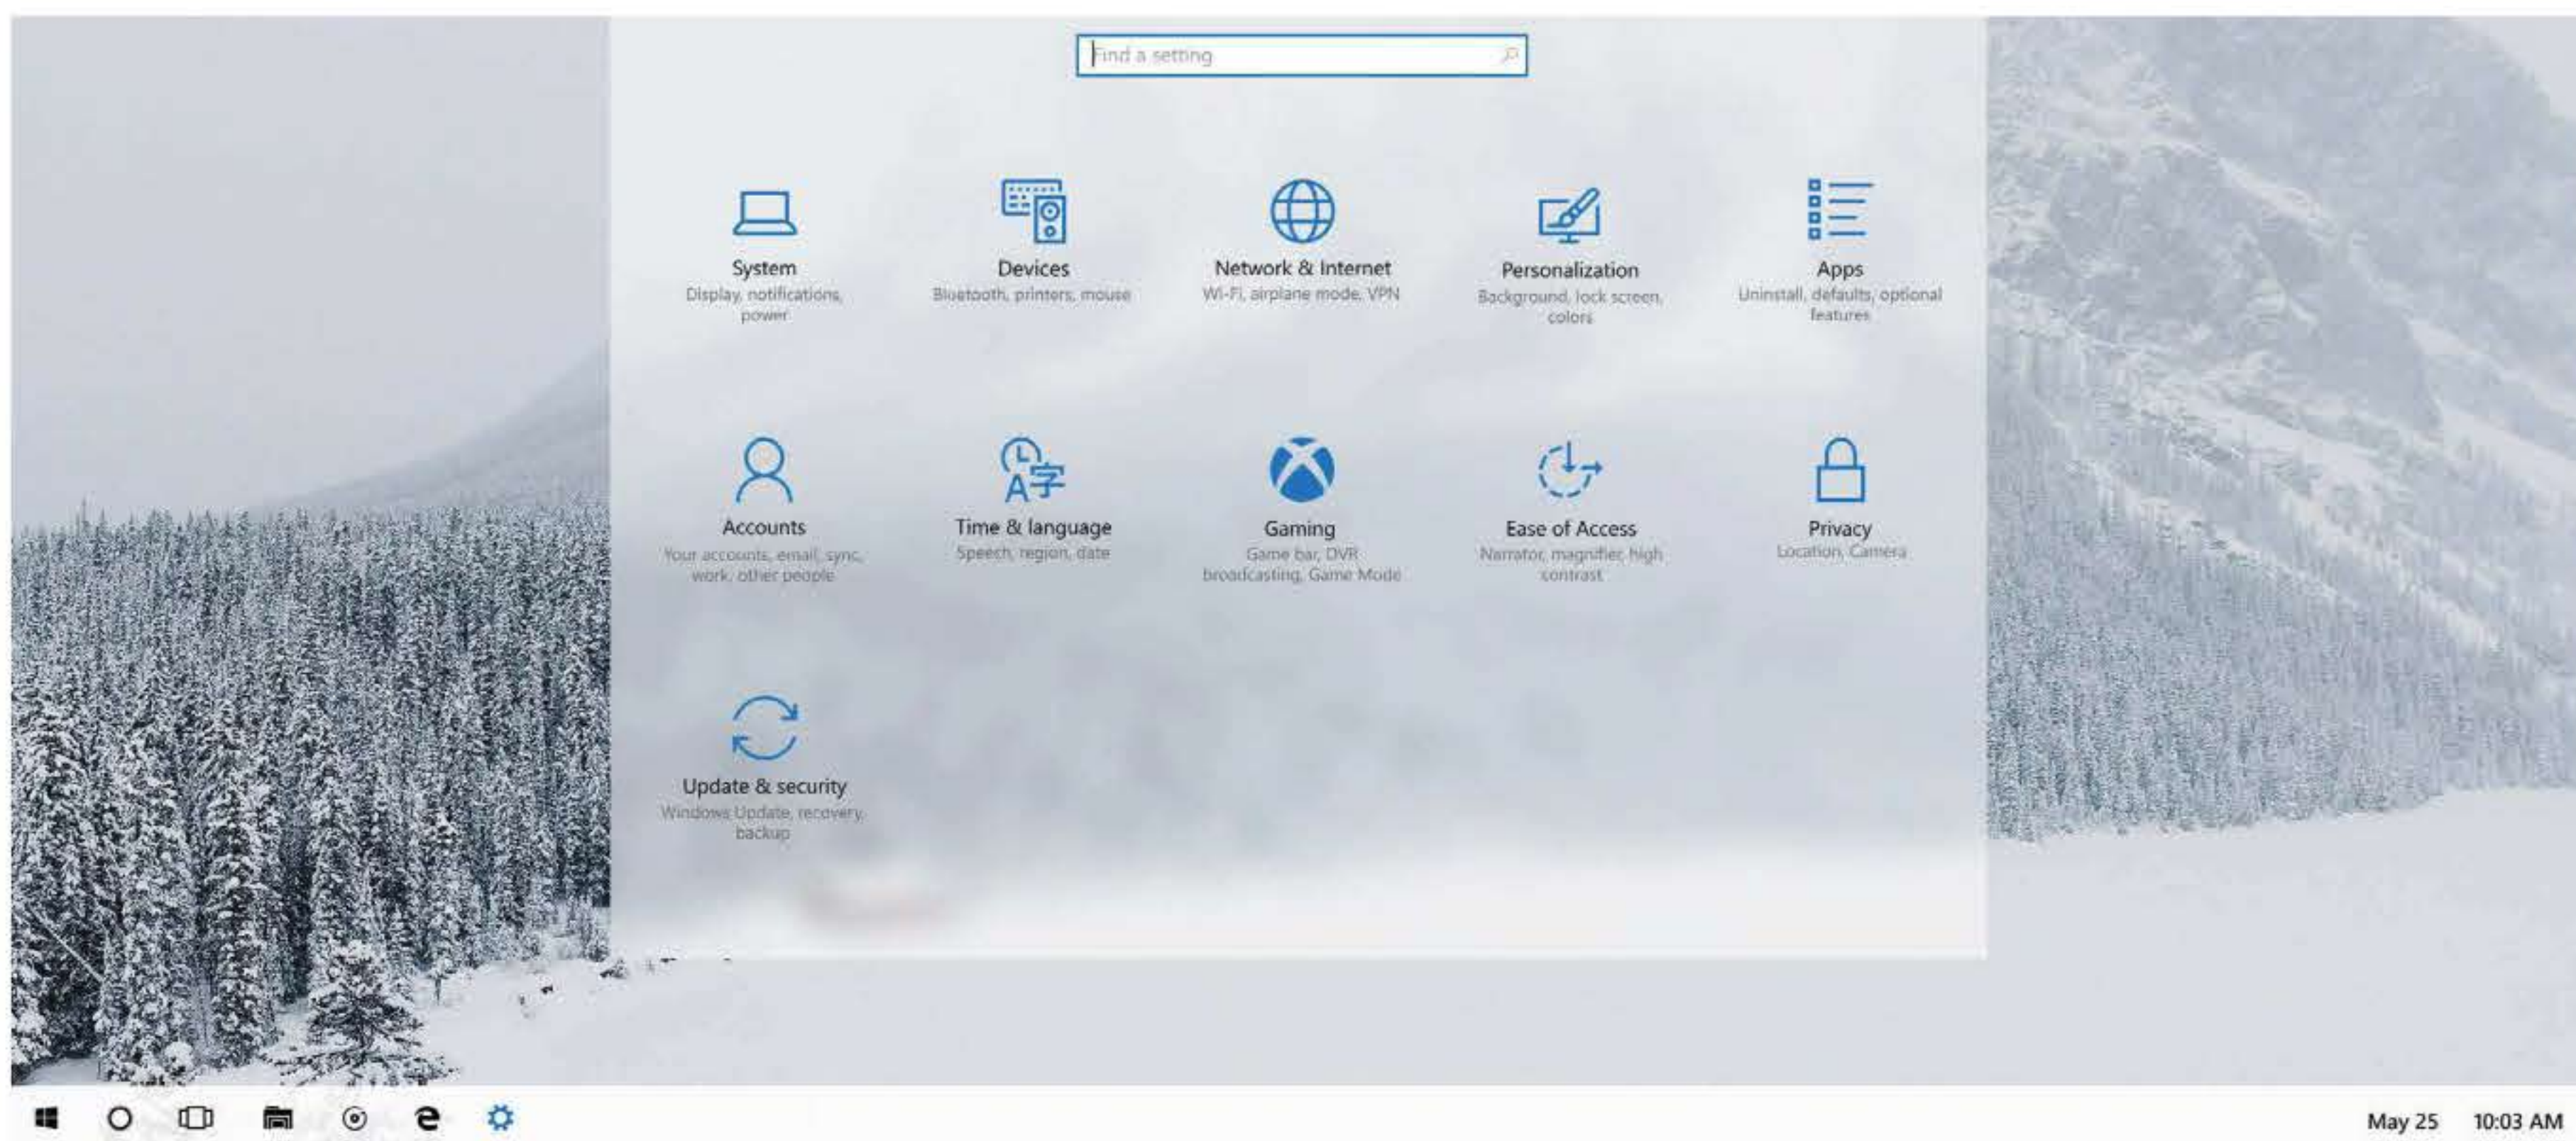 Find a setting
System
Display, notifications,
power
Devices
Bluetooth, printers, mouse
Network & Internet
Wi-Fi, airplane mode, VPN
Personalization
Background, lock screen,
colors
Apps
Uninstall, defaults, optional
features
Accounts
Your accounts, email, sync,
work, other people
Time & language
Speech, region, date
Gaming
Game bar, DVR
broadcasting, Game Mode
Ease of Access
Narrator, magnifier, high
contrast
Privacy
Location, Camera
Update & security
Windows Update, recovery,
backup
May 25 10:03 AM